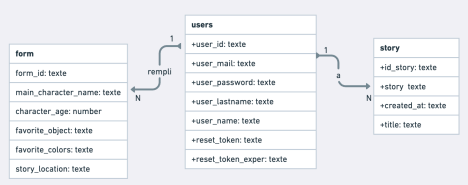 form
form_id: texte
main_character_name: texte
character_age: number
favorite_object: texte
favorite_colors: texte
story_location: texte
1
rempli
N
users
+user_id: texte
+user_mail: texte
+user_password: texte
+user_lastname: texte
+user_name: texte
+reset_token: texte
+reset_token_exper: texte
1
a
N
story
+id_story: texte
+story texte
+created_at: texte
+title: texte